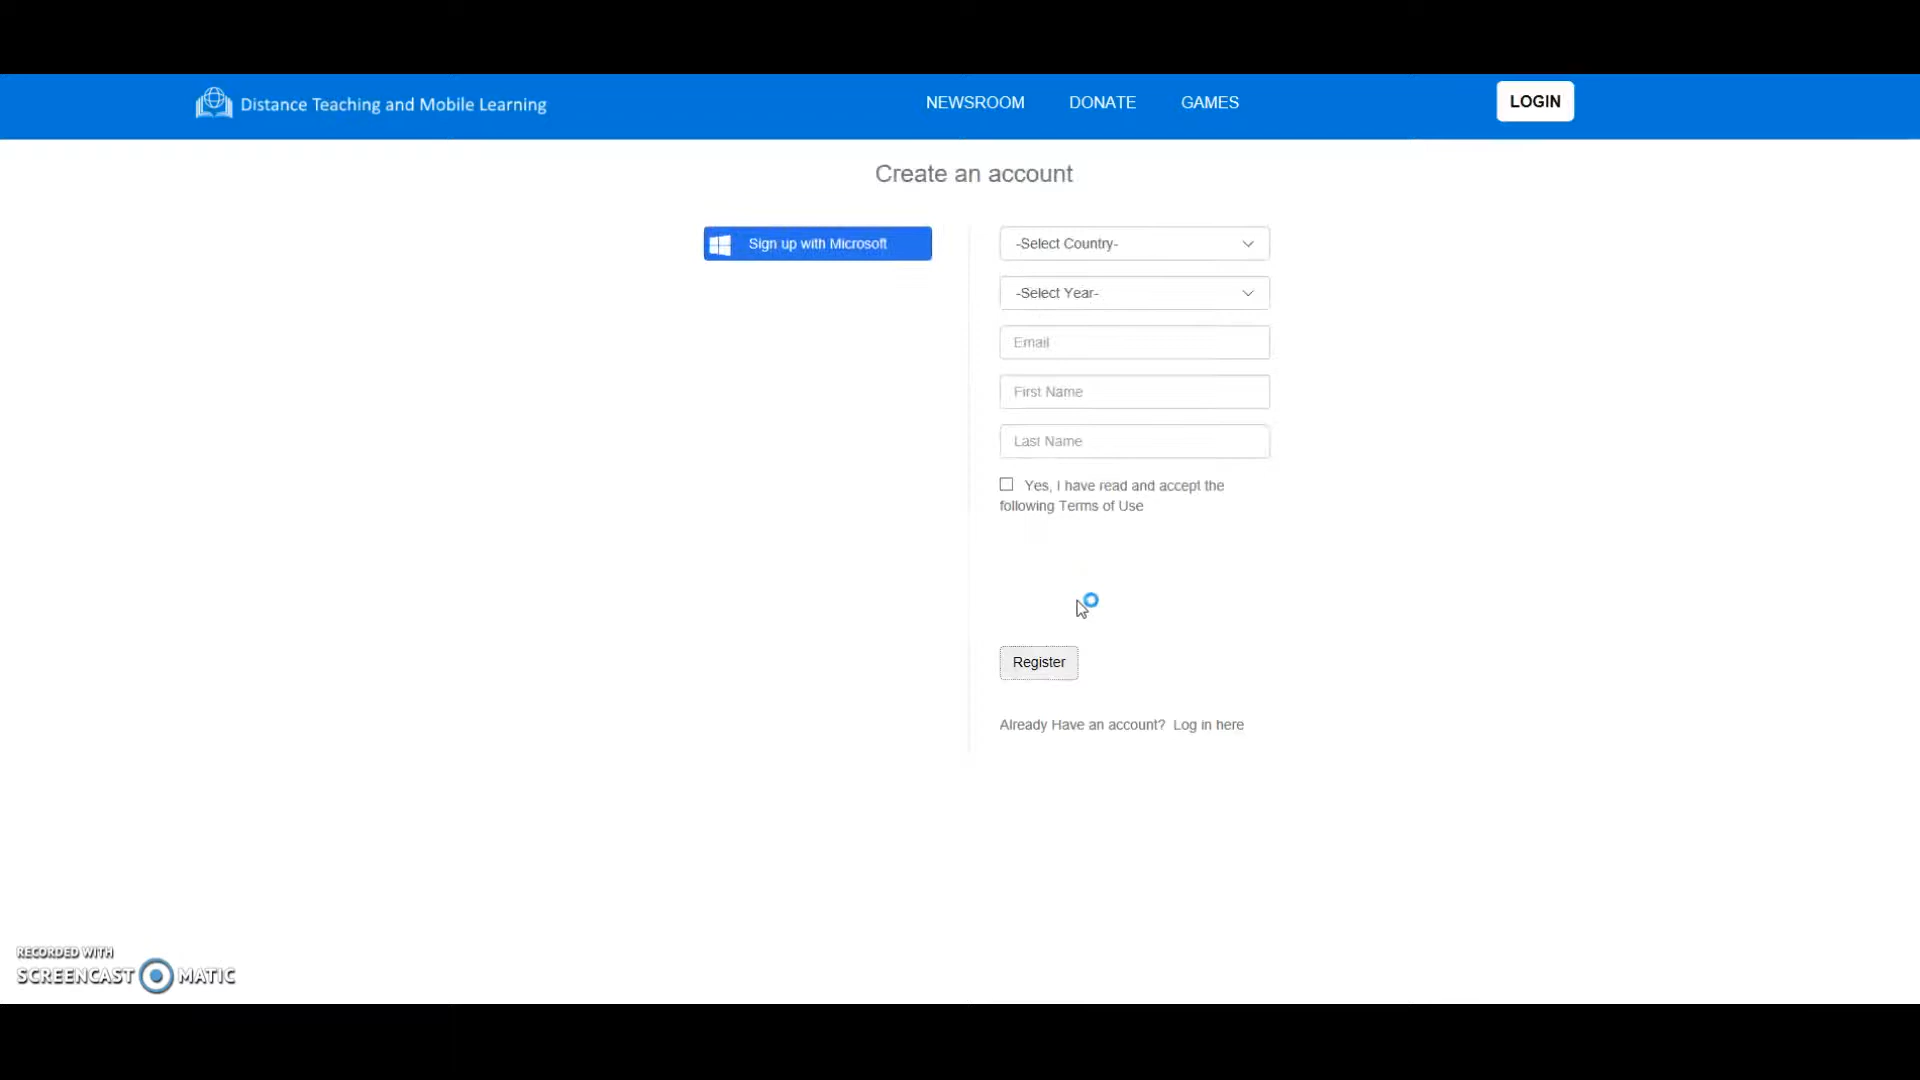 Distance Teaching and Mobile Learning
NEWSROOM
DONATE
GAMES
LOGIN
Create an account
Sign up with Microsoft
-Select Country-
-Select Year-
Email
First Name
Last Name
Yes, I have read and accept the
following Terms of Use
Register
Already Have an account? Log in here
RECORDED WITH
SCREENCAST MATIC